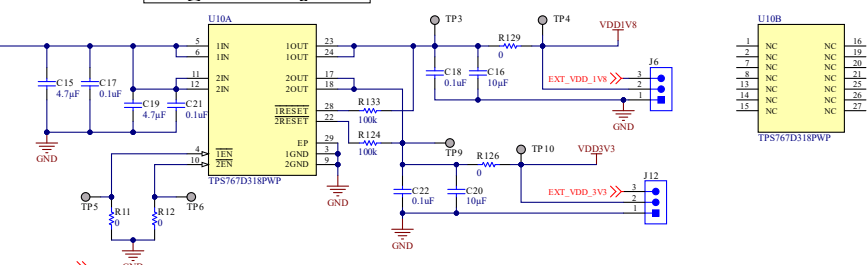 U10A
U10B
TP3
TP4
R129
0
VDD1V8
5 1IN 1OUT 23
6 1IN 1OUT 24
11 2IN 2OUT 17
12 2IN 2OUT 18
1RESET 28
2RESET 22
EP 29
4 1EN 1GND 3
10 2EN 2GND 9
TPS767D318PWP
C15
4.7µF
C17
0.1uF
C19
4.7µF
C21
0.1uF
GND
C18
0.1uF
C16
10µF
EXT_VDD_1V8
J6
3
2
1
GND
R133
100k
R124
100k
TP9
GND
R126
0
TP10
VDD3V3
C22
0.1uF
C20
10µF
EXT_VDD_3V3
J12
3
2
1
GND
TP5
R11
0
R12
0
TP6
1 NC NC 16
2 NC NC 19
7 NC NC 20
8 NC NC 21
13 NC NC 25
14 NC NC 26
15 NC NC 27
TPS767D318PWP